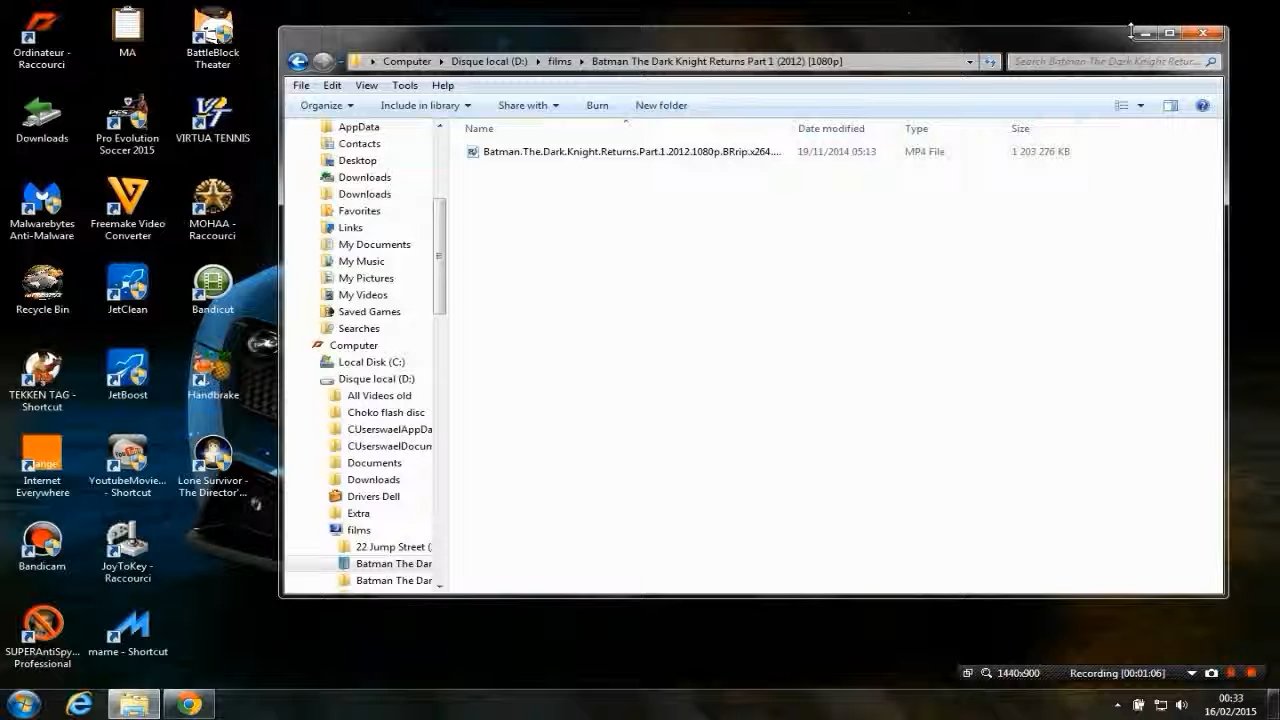 Ordinateur - Raccourci
MA
BattleBlock Theater
Downloads
Pro Evolution Soccer 2015
VIRTUA TENNIS
Malwarebytes Anti-Malware
Freemake Video Converter
MOHAA - Raccourci
Recycle Bin
JetClean
Bandicut
TEKKEN TAG - Shortcut
JetBoost
Handbrake
Internet Everywhere
YoutubeMovie... - Shortcut
Lone Survivor - The Director'...
Bandicam
JoyToKey - Raccourci
SUPERAntiSpy... Professional
mame - Shortcut
Computer Disque local (D:) films Batman The Dark Knight Returns Part 1 (2012) [1080p]
Search Batman The Dark Knight Retur...
File Edit View Tools Help
Organize Include in library Share with Burn New folder
Name Date modified Type Size
Batman.The.Dark.Knight.Returns.Part.1.2012.1080p.BRrip.x264.... 19/11/2014 05:13 MP4 File 1 203 276 KB
AppData
Contacts
Desktop
Downloads
Downloads
Favorites
Links
My Documents
My Music
My Pictures
My Videos
Saved Games
Searches
Computer
Local Disk (C:)
Disque local (D:)
All Videos old
Choko flash disc
CUserswaelAppDa
CUserswaelDocum
Documents
Downloads
Drivers Dell
Extra
films
22 Jump Street (
Batman The Dar
Batman The Dar
1440x900 Recording [00:01:06]
00:33
16/02/2015